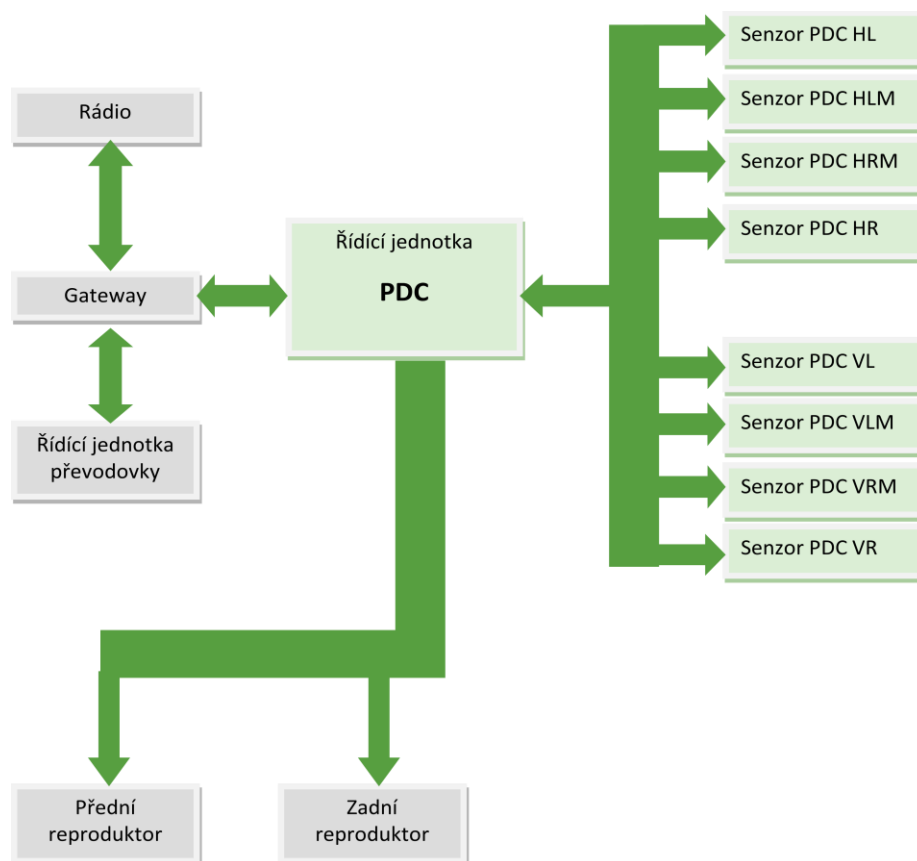 Senzor PDC HL
Senzor PDC HLM
Rádio
Senzor PDC HRM
Senzor PDC HR
Řídící jednotka
PDC
Gateway
Senzor PDC VL
Senzor PDC VLM
Řídící jednotka
převodovky
Senzor PDC VRM
Senzor PDC VR
Přední
reproduktor
Zadní
reproduktor